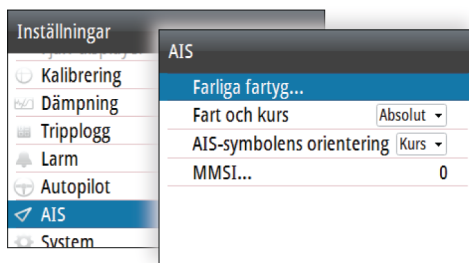 Inställningar
Kalibrering
Dämpning
Tripplogg
Larm
Autopilot
AIS
System
AIS
Farliga fartyg...
Fart och kurs Absolut
AIS-symbolens orientering Kurs
MMSI... 0